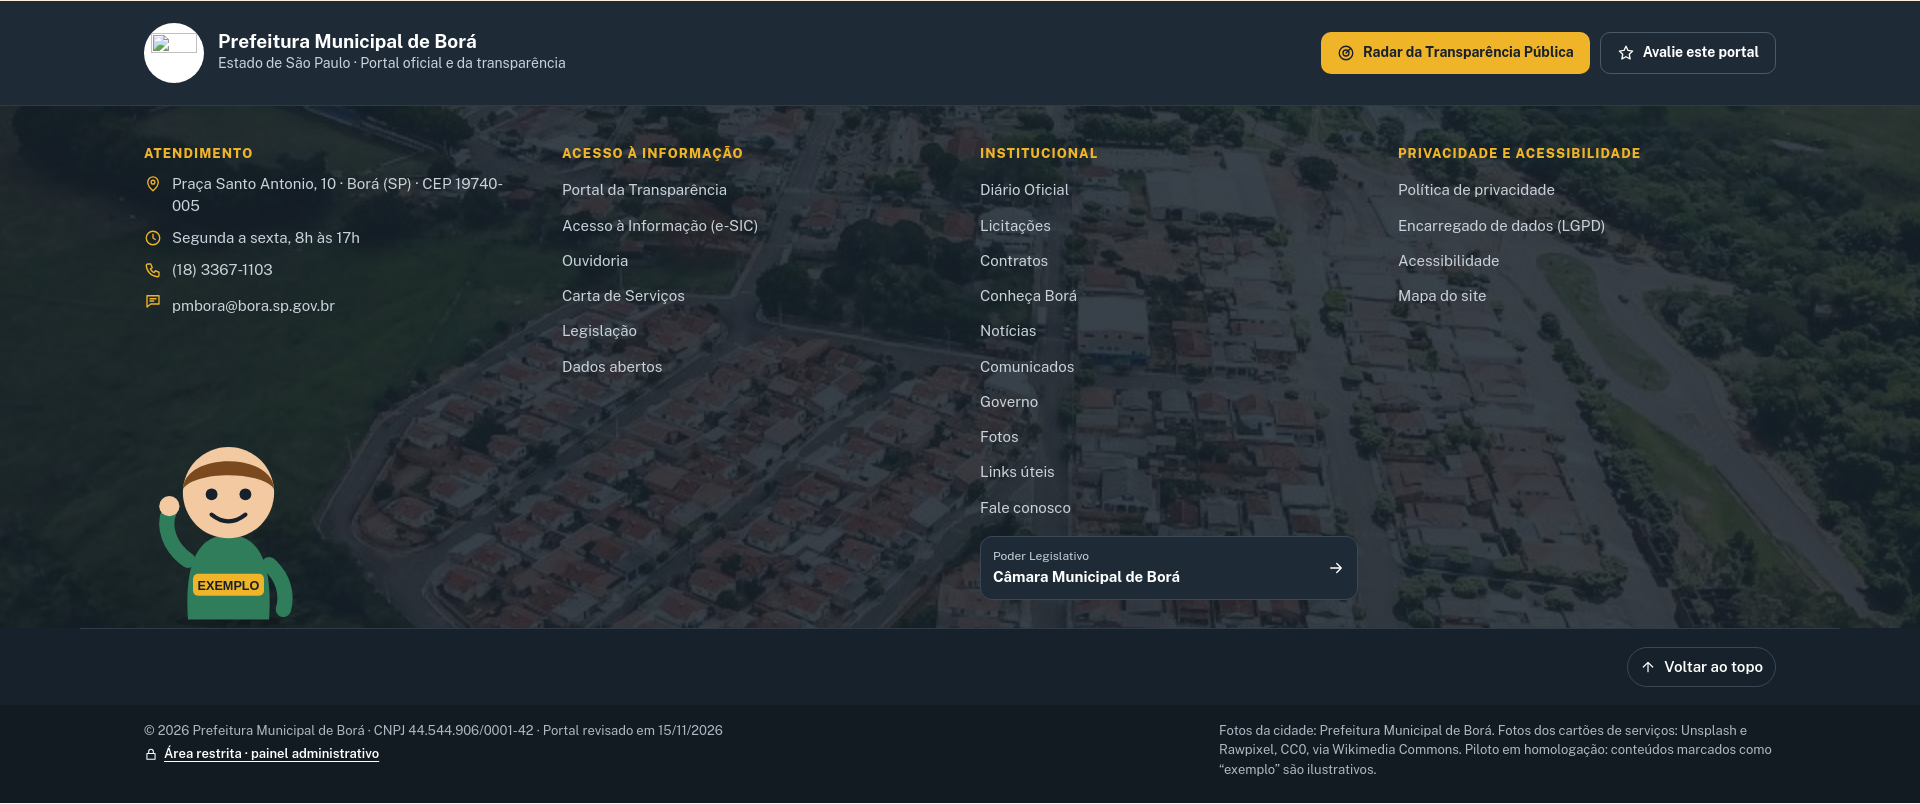 Prefeitura Municipal de Borá
Estado de São Paulo · Portal oficial e da transparência
Radar da Transparência Pública
Avalie este portal
ATENDIMENTO
Praça Santo Antonio, 10 · Borá (SP) · CEP 19740-
005
Segunda a sexta, 8h às 17h
(18) 3367-1103
pmbora@bora.sp.gov.br
EXEMPLO
ACESSO À INFORMAÇÃO
Portal da Transparência
Acesso à Informação (e-SIC)
Ouvidoria
Carta de Serviços
Legislação
Dados abertos
INSTITUCIONAL
Diário Oficial
Licitações
Contratos
Conheça Borá
Notícias
Comunicados
Governo
Fotos
Links úteis
Fale conosco
Poder Legislativo
Câmara Municipal de Borá
PRIVACIDADE E ACESSIBILIDADE
Política de privacidade
Encarregado de dados (LGPD)
Acessibilidade
Mapa do site
Voltar ao topo
© 2026 Prefeitura Municipal de Borá · CNPJ 44.544.906/0001-42 · Portal revisado em 15/11/2026
Área restrita · painel administrativo
Fotos da cidade: Prefeitura Municipal de Borá. Fotos dos cartões de serviços: Unsplash e
Rawpixel, CC0, via Wikimedia Commons. Piloto em homologação: conteúdos marcados como
“exemplo” são ilustrativos.